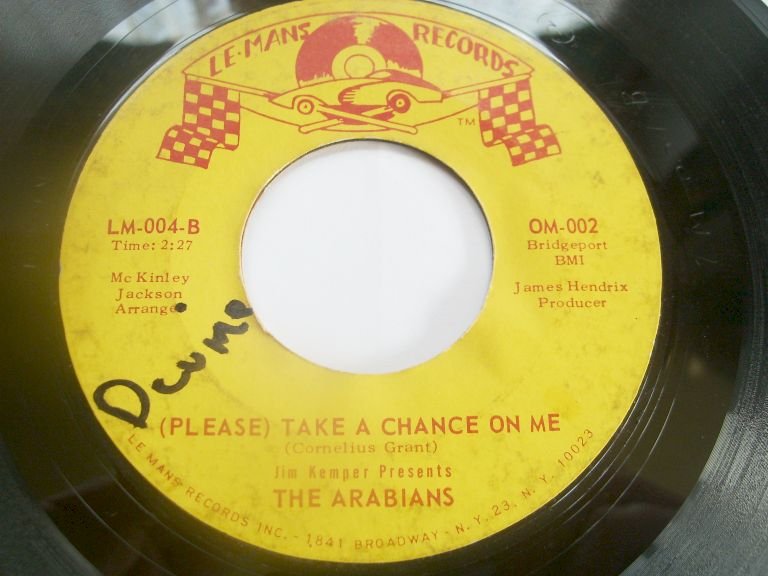 LE·MANS RECORDS
TM
LM-004-B
Time: 2:27
McKinley
Jackson
Arrange
OM-002
Bridgeport
BMI
James Hendrix
Producer
(PLEASE) TAKE A CHANCE ON ME
(Cornelius Grant)
Jim Kemper Presents
THE ARABIANS
LE MANS RECORDS INC. - 1841 BROADWAY - N. Y. 23, N. Y. 10023